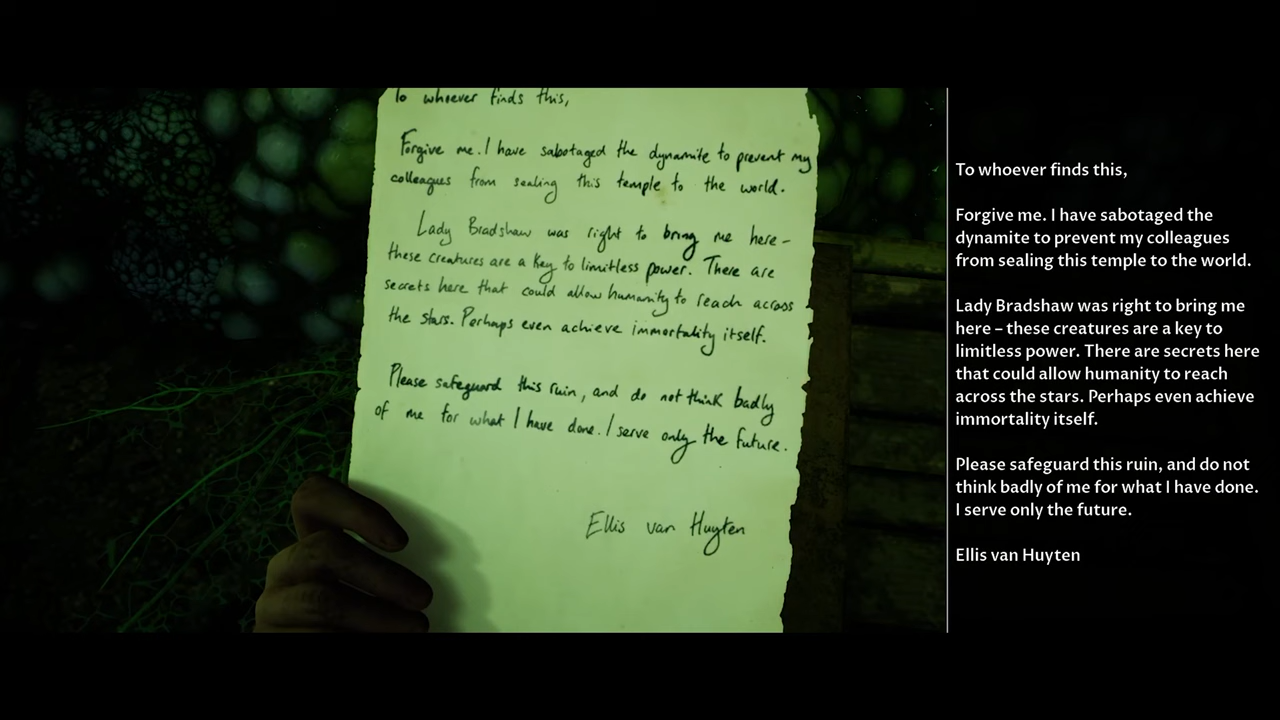 To whoever finds this,
Forgive me. I have sabotaged the dynamite to prevent my
colleagues from sealing this temple to the world.
Lady Bradshaw was right to bring me here –
these creatures are a key to limitless power. There are
secrets here that could allow humanity to reach across
the stars. Perhaps even achieve immortality itself.
Please safeguard this ruin, and do not think badly
of me for what I have done. I serve only the future.
Ellis van Huyten
To whoever finds this,
Forgive me. I have sabotaged the
dynamite to prevent my colleagues
from sealing this temple to the world.
Lady Bradshaw was right to bring me
here – these creatures are a key to
limitless power. There are secrets here
that could allow humanity to reach
across the stars. Perhaps even achieve
immortality itself.
Please safeguard this ruin, and do not
think badly of me for what I have done.
I serve only the future.
Ellis van Huyten